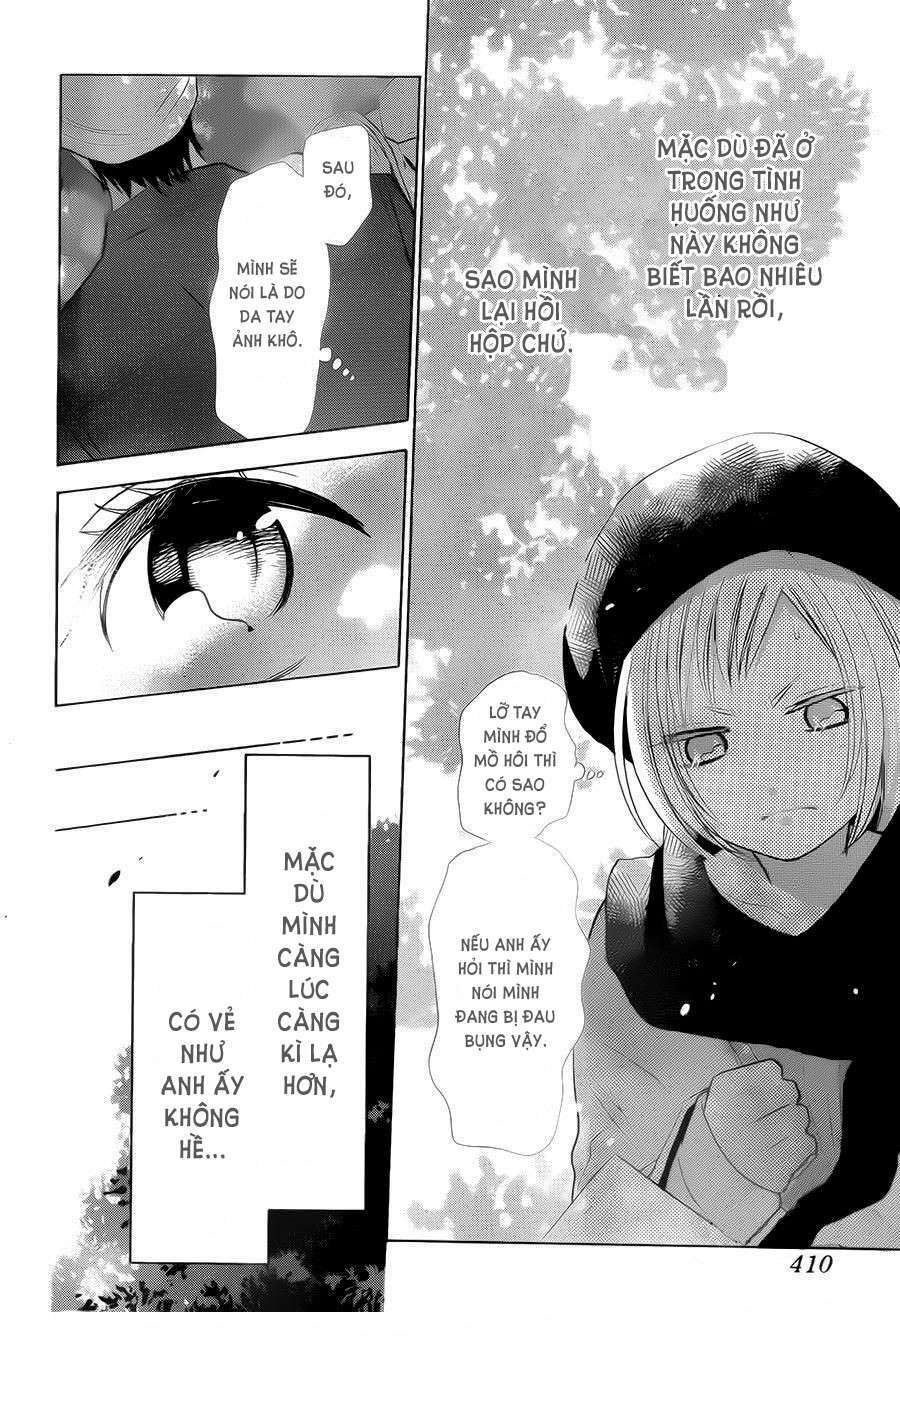 MẶC DÙ ĐÃ Ở
TRONG TÌNH
HUỐNG NHƯ
NÀY KHÔNG
BIẾT BAO NHIÊU
LẦN RỒI,
SAO MÌNH
LẠI HỒI
HỘP CHỨ.
LỠ TAY
MÌNH ĐỔ
MỒ HÔI THÌ
CÓ SAO
KHÔNG?
NẾU ANH ẤY
HỎI THÌ MÌNH
NÓI MÌNH
ĐANG BỊ ĐAU
BỤNG VẬY.
SAU
ĐÓ,
MÌNH SẼ
NÓI LÀ DO
DA TAY
ẢNH KHÔ.
MẶC
DÙ
MÌNH
CÀNG
LÚC
CÀNG
KÌ LẠ
HƠN,
CÓ VẺ
NHƯ
ANH ẤY
KHÔNG
HỀ...
410